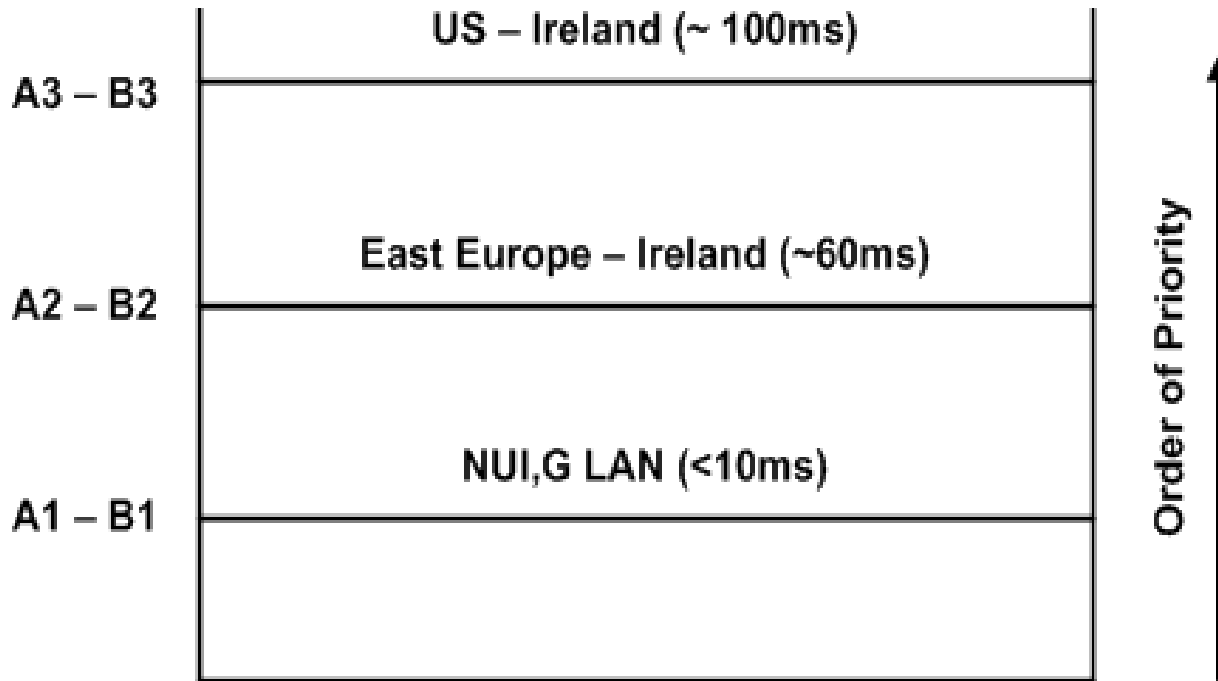 US – Ireland (~ 100ms)
A3 – B3
East Europe – Ireland (~60ms)
A2 – B2
NUI,G LAN (<10ms)
A1 – B1
Order of Priority